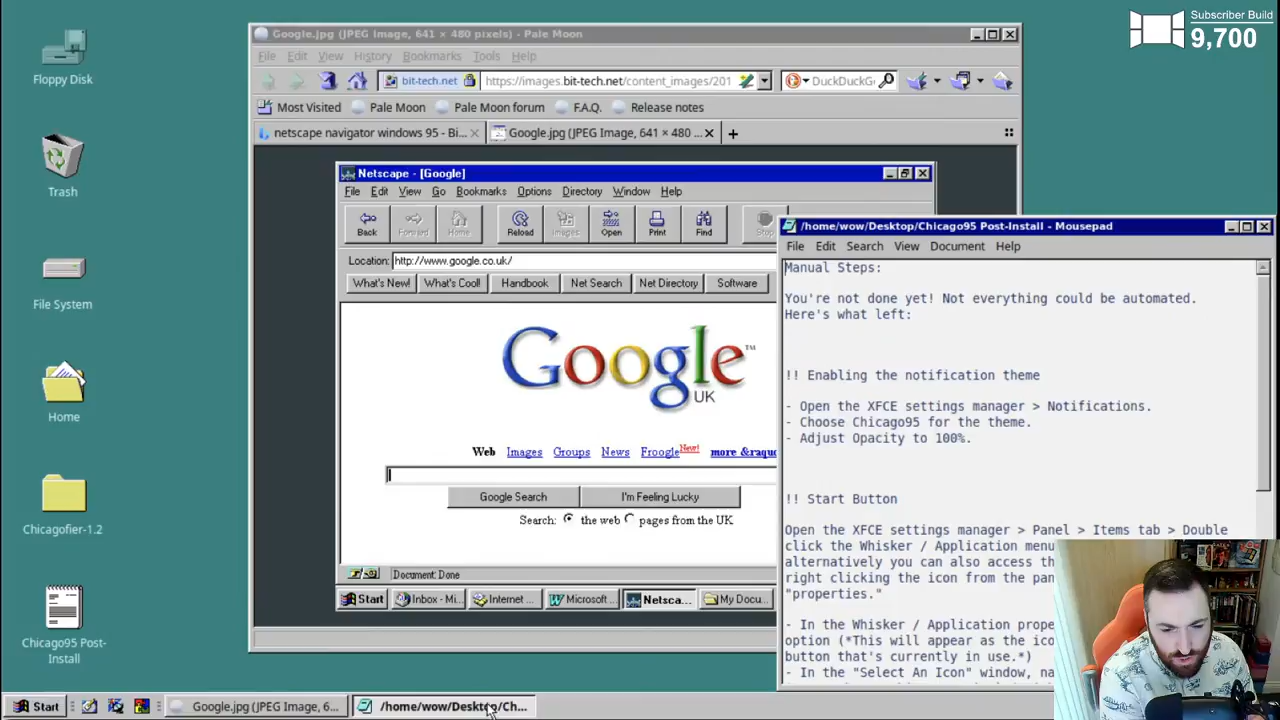 Subscriber Build
9,700
Floppy Disk
Trash
File System
Home
Chicagofier-1.2
Chicago95 Post-
Install
Google.jpg (JPEG Image, 641 × 480 pixels) - Pale Moon
File Edit View History Bookmarks Tools Help
bit-tech.net https://images.bit-tech.net/content_images/201 DuckDuckG
Most Visited Pale Moon Pale Moon forum F.A.Q. Release notes
netscape navigator windows 95 - Bi... Google.jpg (JPEG Image, 641 × 480 ...
Netscape - [Google]
File Edit View Go Bookmarks Options Directory Window Help
Back Forward Home Reload Images Open Print Find Stop
Location: http://www.google.co.uk/
What's New! What's Cool! Handbook Net Search Net Directory Software
Google™
UK
Web Images Groups News Froogle New! more &raqu
Google Search I'm Feeling Lucky
Search: the web pages from the UK
Document: Done
Start Inbox - Mi... Internet ... Microsoft... Netsca... My Docu...
/home/wow/Desktop/Chicago95 Post-Install - Mousepad
File Edit Search View Document Help
Manual Steps:
You're not done yet! Not everything could be automated.
Here's what left:
!! Enabling the notification theme
- Open the XFCE settings manager > Notifications.
- Choose Chicago95 for the theme.
- Adjust Opacity to 100%.
!! Start Button
Open the XFCE settings manager > Panel > Items tab > Double
click the Whisker / Application menu
alternatively you can also access th
right clicking the icon from the pan
"properties."
- In the Whisker / Application prope
option (*This will appear as the ico
button that's currently in use.*)
- In the "Select An Icon" window, na
Start Google.jpg (JPEG Image, 6... /home/wow/Desktop/Ch...